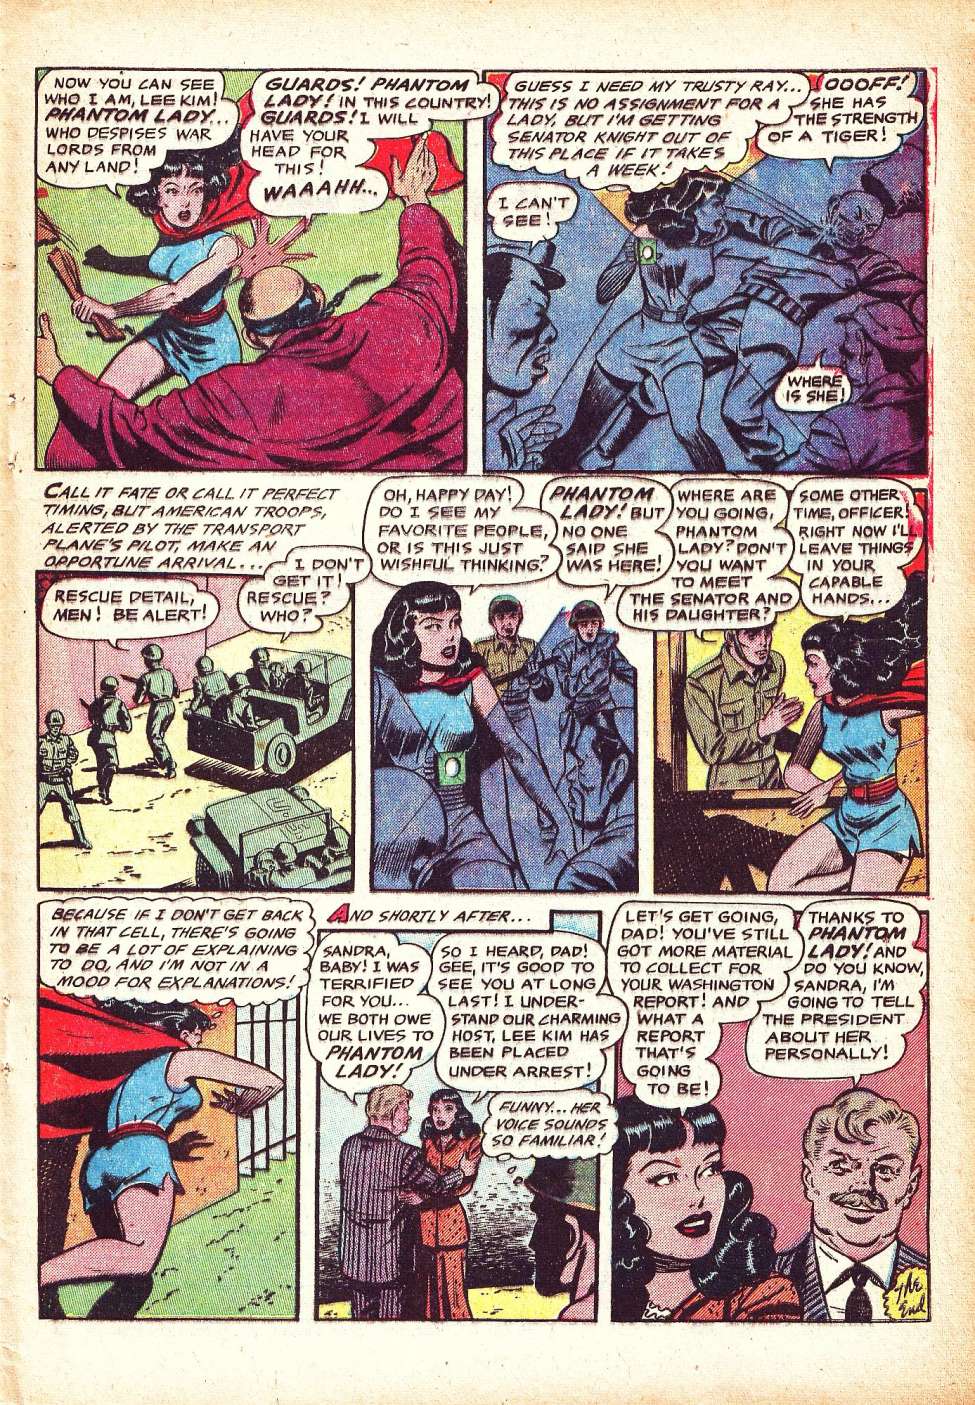 NOW YOU CAN SEE
WHO I AM, LEE KIM!
PHANTOM LADY...
WHO DESPISES WAR
LORDS FROM
ANY LAND!
GUARDS! PHANTOM
LADY! IN THIS COUNTRY!
GUARDS! I WILL
HAVE YOUR
HEAD FOR
THIS!
WAAAHH...
GUESS I NEED MY TRUSTY RAY...
THIS IS NO ASSIGNMENT FOR A
LADY, BUT I'M GETTING
SENATOR KNIGHT OUT OF
THIS PLACE IF IT TAKES
A WEEK!
OOOFF!
SHE HAS
THE STRENGTH
OF A TIGER!
I CAN'T
SEE!
WHERE
IS SHE!
CALL IT FATE OR CALL IT PERFECT
TIMING, BUT AMERICAN TROOPS,
ALERTED BY THE TRANSPORT
PLANE'S PILOT, MAKE AN
OPPORTUNE ARRIVAL...
RESCUE DETAIL,
MEN! BE ALERT!
I DON'T
GET IT!
RESCUE?
WHO?
OH, HAPPY DAY!
DO I SEE MY
FAVORITE PEOPLE,
OR IS THIS JUST
WISHFUL THINKING?
PHANTOM
LADY! BUT
NO ONE
SAID SHE
WAS HERE!
WHERE ARE
YOU GOING,
PHANTOM
LADY? DON'T
YOU WANT
TO MEET
THE SENATOR AND
HIS DAUGHTER?
SOME OTHER
TIME, OFFICER!
RIGHT NOW I'LL
LEAVE THINGS
IN YOUR
CAPABLE
HANDS...
BECAUSE IF I DON'T GET BACK
IN THAT CELL, THERE'S GOING
TO BE A LOT OF EXPLAINING
TO DO, AND I'M NOT IN A
MOOD FOR EXPLANATIONS!
AND SHORTLY AFTER...
SANDRA,
BABY! I WAS
TERRIFIED
FOR YOU...
WE BOTH OWE
OUR LIVES TO
PHANTOM
LADY!
SO I HEARD, DAD!
GEE, IT'S GOOD TO
SEE YOU AT LONG
LAST! I UNDER-
STAND OUR CHARMING
HOST, LEE KIM HAS
BEEN PLACED
UNDER ARREST!
FUNNY... HER
VOICE SOUNDS
SO FAMILIAR!
LET'S GET GOING,
DAD! YOU'VE STILL
GOT MORE MATERIAL
TO COLLECT FOR
YOUR WASHINGTON
REPORT! AND
WHAT A
REPORT
THAT'S
GOING
TO BE!
THANKS TO
PHANTOM
LADY! AND
DO YOU KNOW,
SANDRA, I'M
GOING TO TELL
THE PRESIDENT
ABOUT HER
PERSONALLY!
The
End